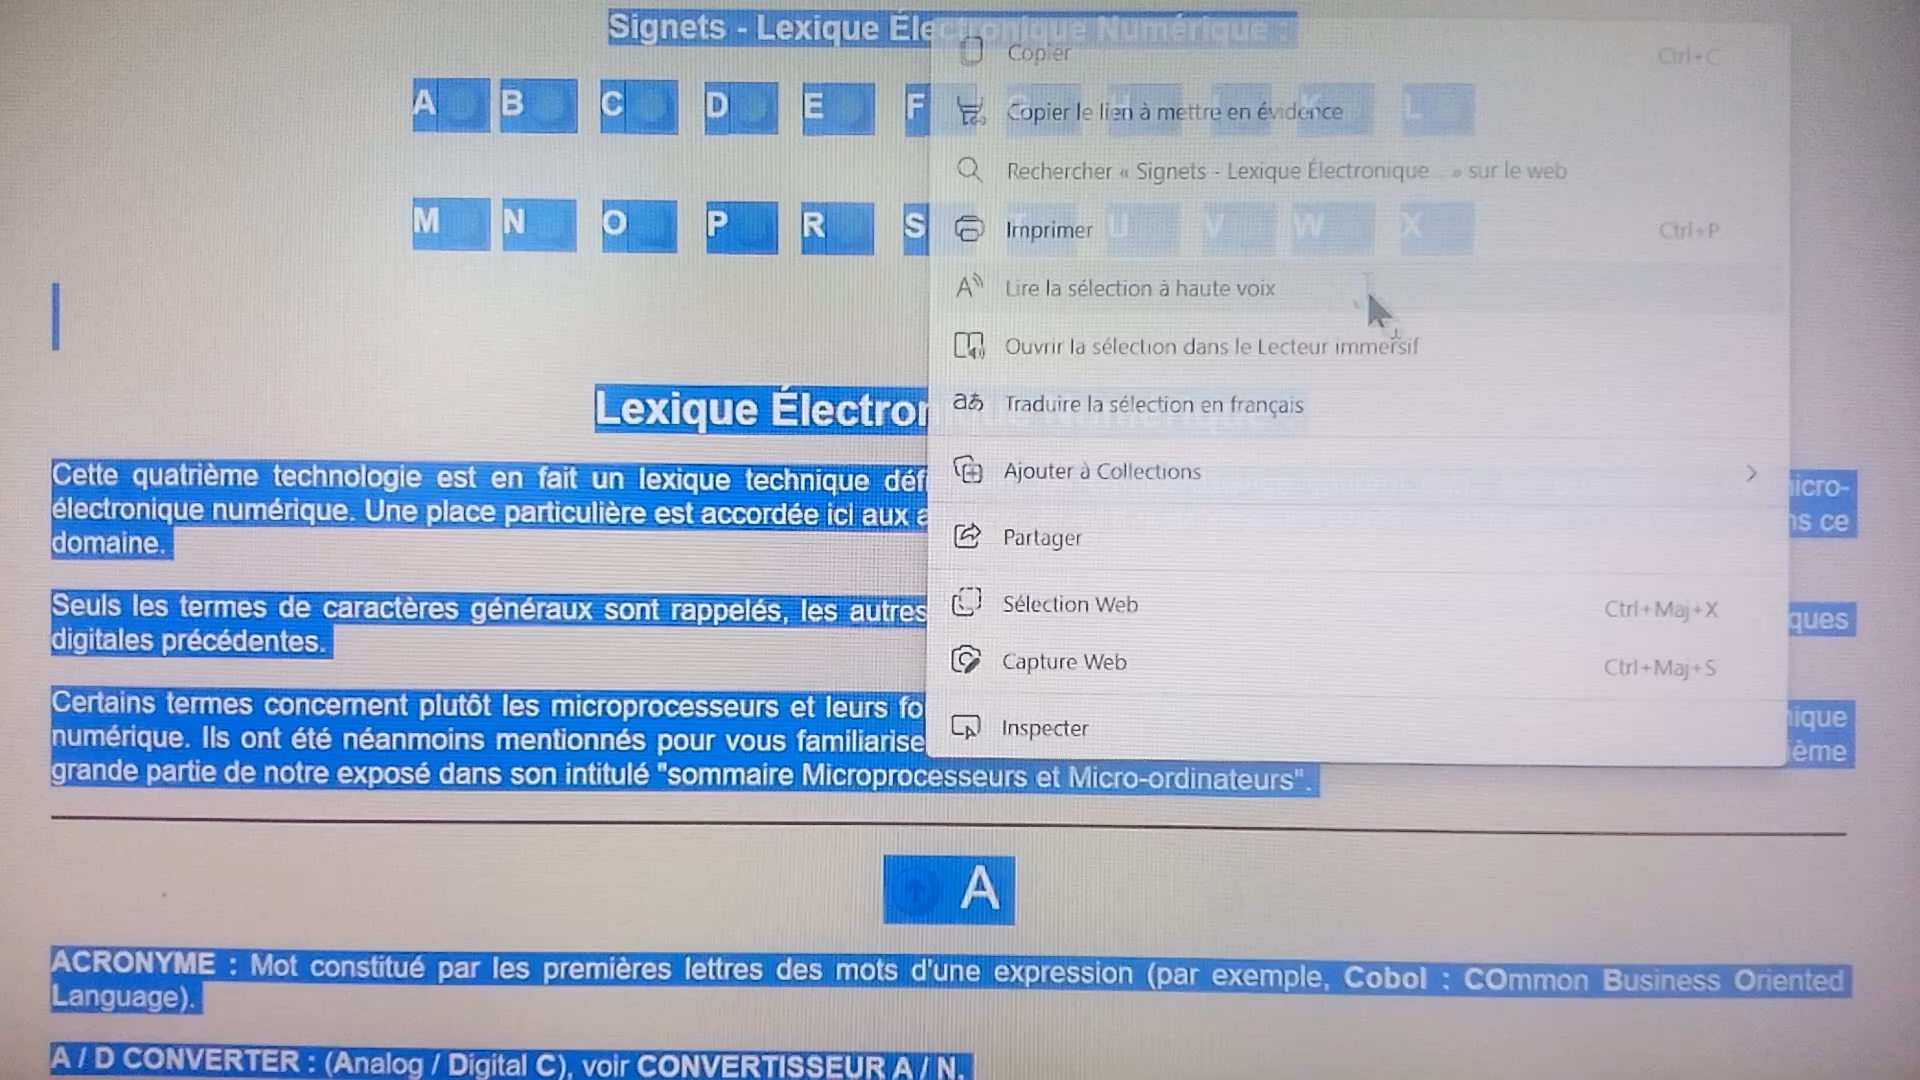 Signets - Lexique Électronique Numérique :
A B C D E F L
M N O P R S U V W X
Copier Ctrl+C
Copier le lien à mettre en évidence
Rechercher « Signets - Lexique Électronique... » sur le web
Imprimer Ctrl+P
Lire la sélection à haute voix
Ouvrir la sélection dans le Lecteur immersif
Traduire la sélection en français
Ajouter à Collections
Partager
Sélection Web Ctrl+Maj+X
Capture Web Ctrl+Maj+S
Inspecter
Lexique Électron
Cette quatrième technologie est en fait un lexique technique déf icro-
électronique numérique. Une place particulière est accordée ici aux a ns ce
domaine.
Seuls les termes de caractères généraux sont rappelés, les autres ques
digitales précédentes.
Certains termes concernent plutôt les microprocesseurs et leurs fo ique
numérique. Ils ont été néanmoins mentionnés pour vous familiarise ème
grande partie de notre exposé dans son intitulé "sommaire Microprocesseurs et Micro-ordinateurs".
A
ACRONYME : Mot constitué par les premières lettres des mots d'une expression (par exemple, Cobol : COmmon Business Oriented
Language).
A / D CONVERTER : (Analog / Digital C), voir CONVERTISSEUR A / N.